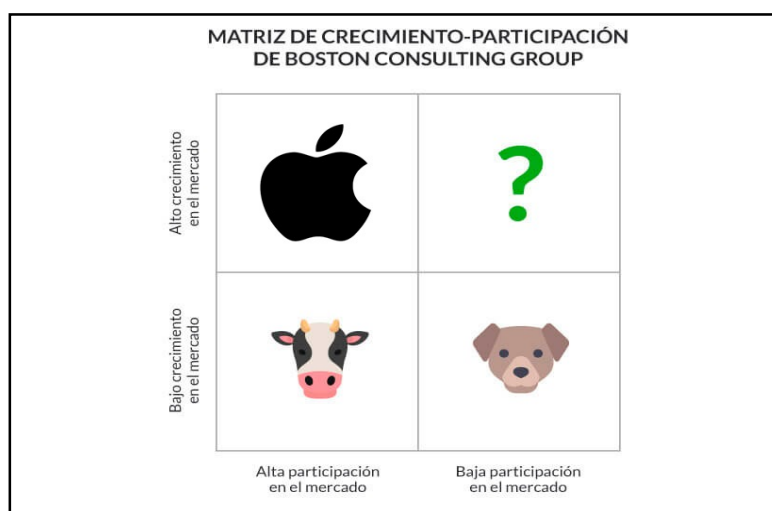 MATRIZ DE CRECIMIENTO-PARTICIPACIÓN
DE BOSTON CONSULTING GROUP
Alto crecimiento
en el mercado
?
Bajo crecimiento
en el mercado
Alta participación
en el mercado
Baja participación
en el mercado